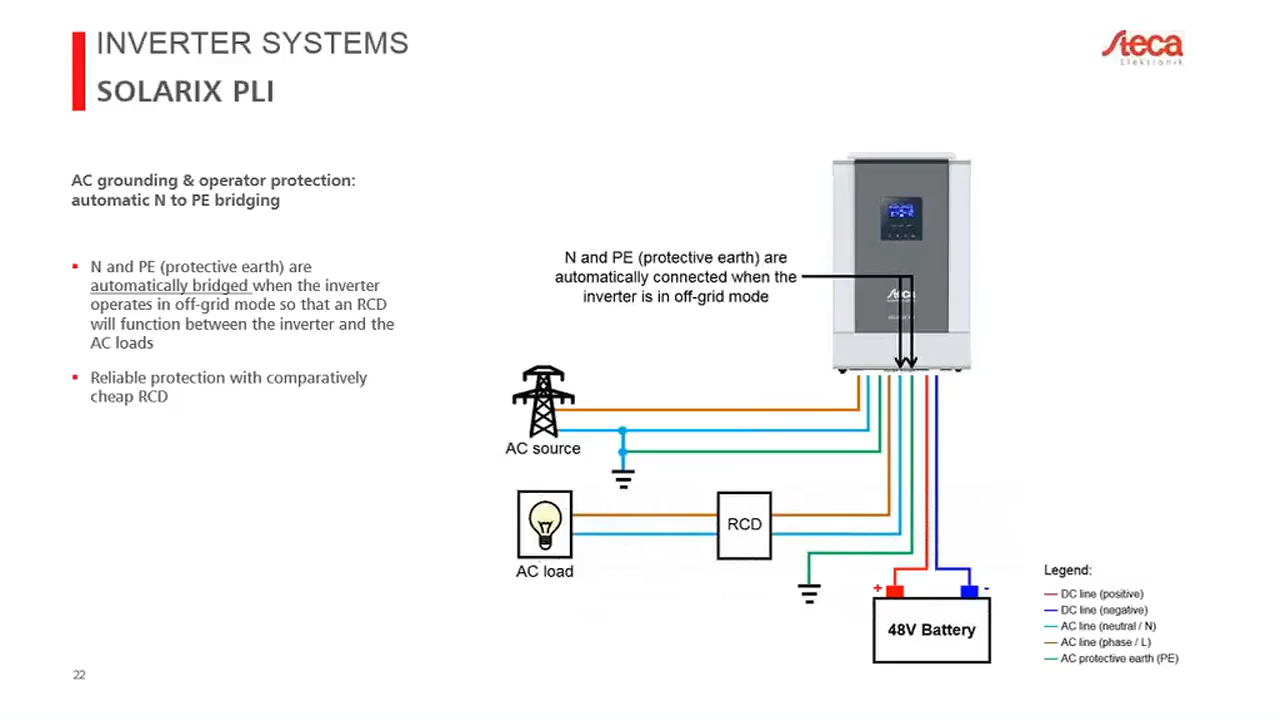 INVERTER SYSTEMS
SOLARIX PLI
Steca
Elektronik
AC grounding & operator protection:
automatic N to PE bridging
N and PE (protective earth) are
automatically bridged when the inverter
operates in off-grid mode so that an RCD
will function between the inverter and the
AC loads
Reliable protection with comparatively
cheap RCD
N and PE (protective earth) are
automatically connected when the
inverter is in off-grid mode
Steca
AC source
RCD
AC load
+
-
48V Battery
Legend:
DC line (positive)
DC line (negative)
AC line (neutral / N)
AC line (phase / L)
AC protective earth (PE)
22